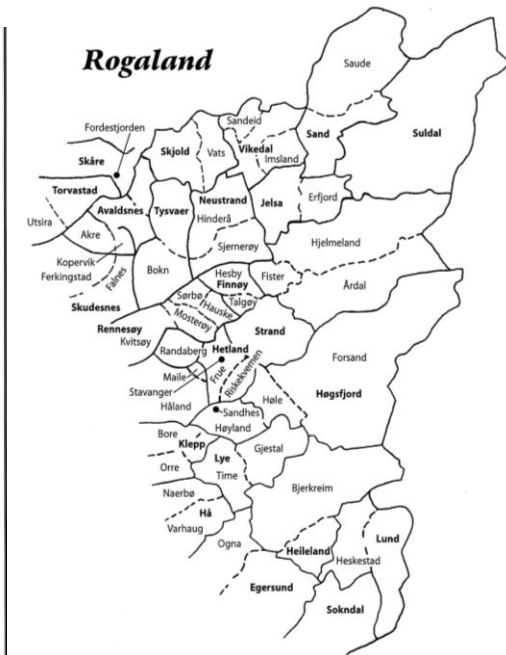 Rogaland
Saude
Sandeid
Fordestjorden
Skåre
Skjold
Vats
Vikedal
Imsland
Sand
Suldal
Torvastad
Avaldsnes
Tysvaer
Neustrand
Hinderå
Jelsa
Erfjord
Utsira
Akre
Kopervik
Ferkingstad
Falnes
Bokn
Sjernerøy
Hjelmeland
Hesby
Finnøy
Fister
Årdal
Skudesnes
Sørbø
Hauske
Talgøy
Mosterøy
Rennesøy
Kvitsøy
Strand
Randaberg
Hetland
Forsand
Maile
Frue
Riskekvernen
Stavanger
Håland
Høle
Høgsfjord
Sandhes
Høyland
Bore
Klepp
Gjestal
Lye
Orre
Time
Naerbø
Bjerkreim
Hå
Varhaug
Ogna
Heileland
Heskestad
Lund
Egersund
Sokndal